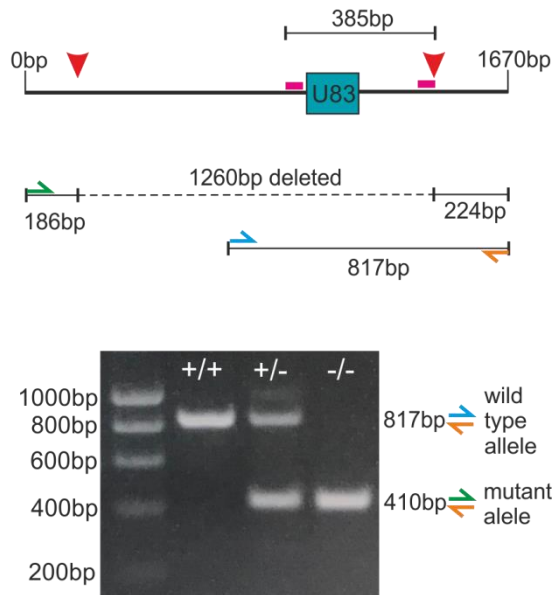 385bp
0bp
1670bp
U83
1260bp deleted
186bp
224bp
817bp
+/+ +/- -/-
1000bp
800bp
600bp
400bp
200bp
817bp
wild
type
allele
410bp
mutant
alele